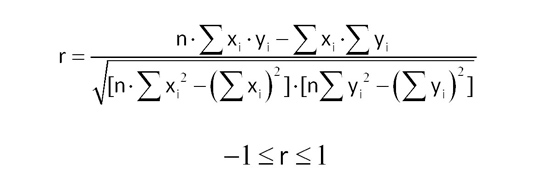 r = n·∑xᵢ·yᵢ−∑xᵢ·∑yᵢ / √[n·∑xᵢ²−(∑xᵢ)²]·[n∑yᵢ²−(∑yᵢ)²]
−1 ≤ r ≤ 1